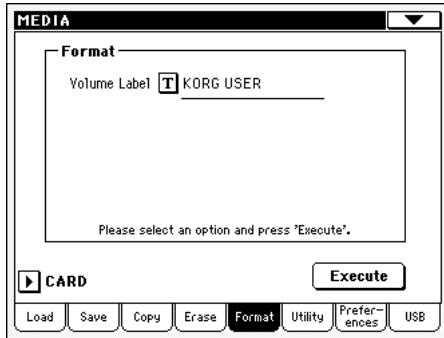 MEDIA
Format
Volume Label T KORG USER
Please select an option and press 'Execute'.
CARD
Execute
Load Save Copy Erase Format Utility Prefer-
ences USB